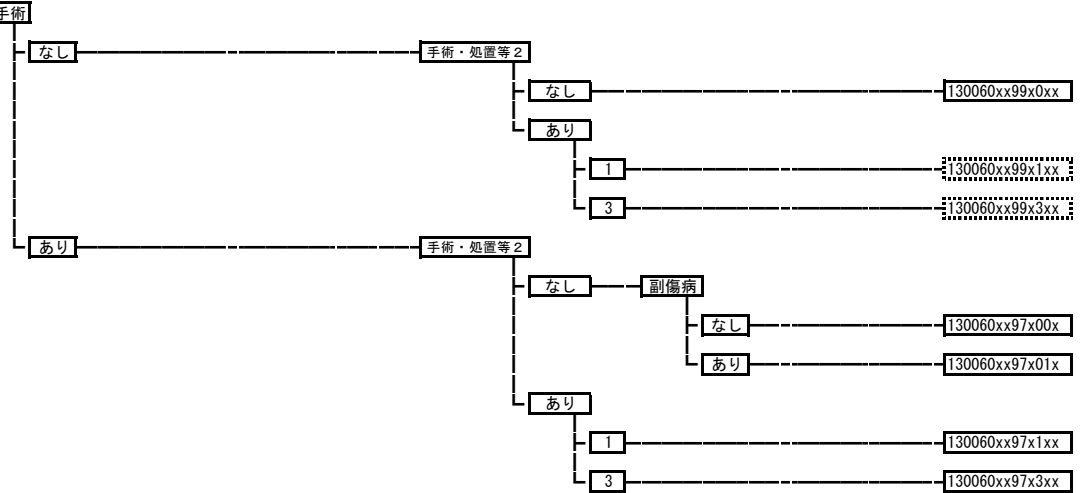 手術
なし
手術・処置等2
なし
130060xx99x0xx
あり
1
130060xx99x1xx
3
130060xx99x3xx
あり
手術・処置等2
なし
副傷病
なし
130060xx97x00x
あり
130060xx97x01x
あり
1
130060xx97x1xx
3
130060xx97x3xx